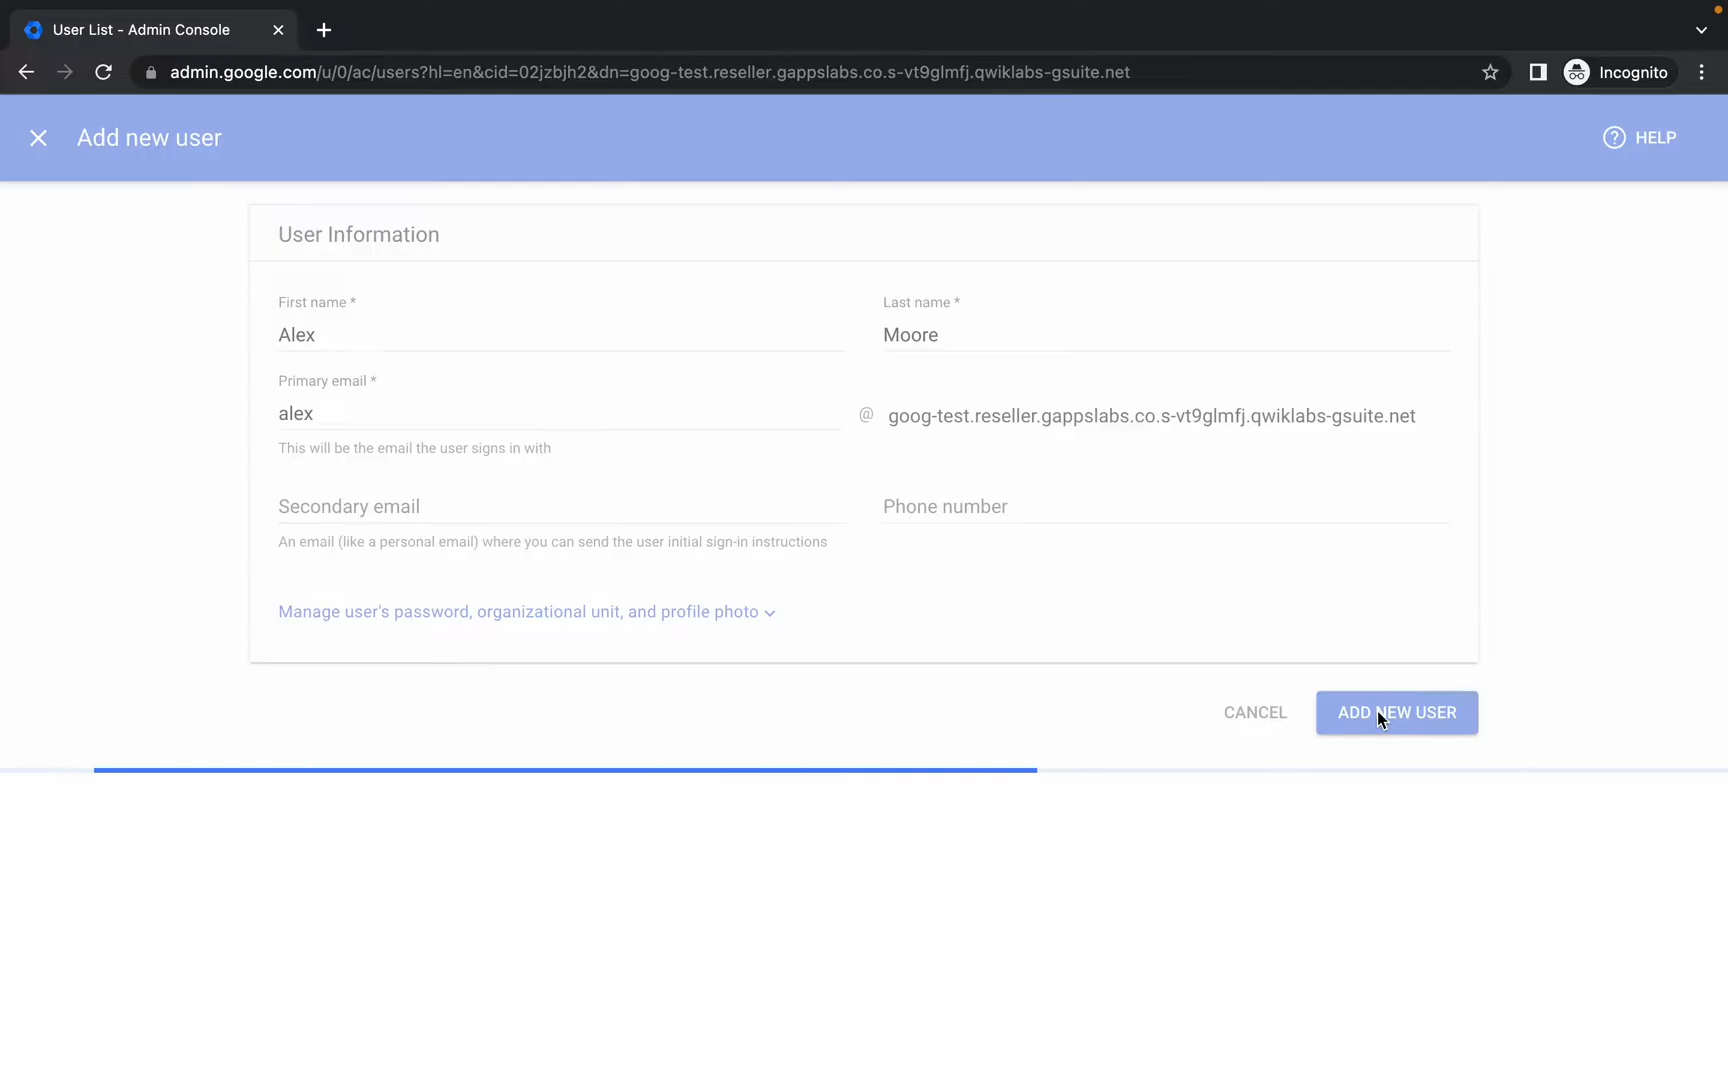 User List - Admin Console
admin.google.com/u/0/ac/users?hl=en&cid=02jzbjh2&dn=goog-test.reseller.gappslabs.co.s-vt9glmfj.qwiklabs-gsuite.net
Incognito
Add new user
HELP
User Information
First name *
Last name *
Alex
Moore
Primary email *
alex
@ goog-test.reseller.gappslabs.co.s-vt9glmfj.qwiklabs-gsuite.net
This will be the email the user signs in with
Secondary email
Phone number
An email (like a personal email) where you can send the user initial sign-in instructions
Manage user's password, organizational unit, and profile photo
CANCEL
ADD NEW USER